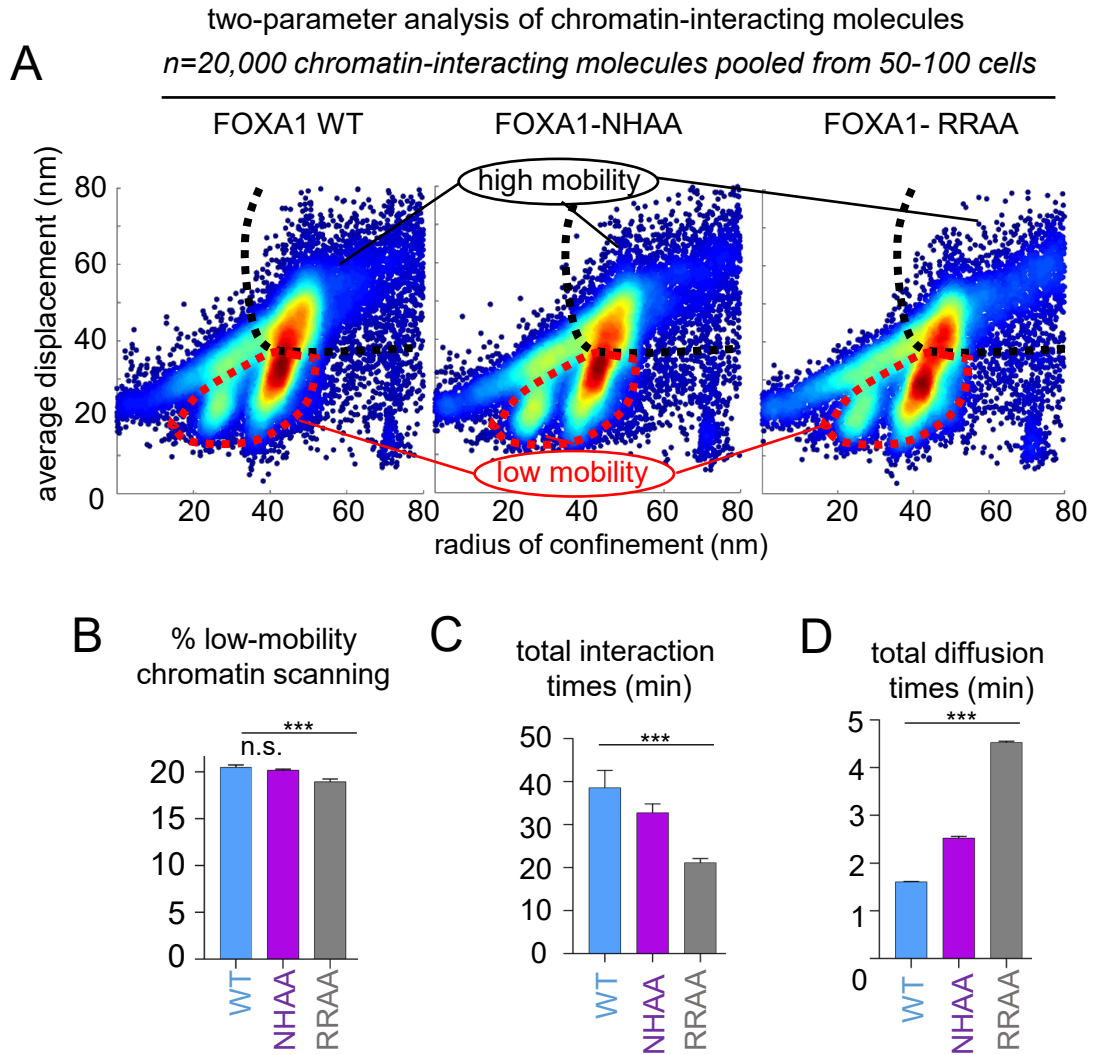 two-parameter analysis of chromatin-interacting molecules
A
n=20,000 chromatin-interacting molecules pooled from 50-100 cells
FOXA1 WT
FOXA1-NHAA
FOXA1- RRAA
high mobility
average displacement (nm)
80
60
40
20
0
low mobility
20
40
60
80
20
40
60
80
20
40
60
80
radius of confinement (nm)
B
% low-mobility
chromatin scanning
***
n.s.
20
15
10
5
0
WT
NHAA
RRAA
C
total interaction
times (min)
***
50
40
30
20
10
0
WT
NHAA
RRAA
D
total diffusion
times (min)
***
5
4
3
2
1
0
WT
NHAA
RRAA